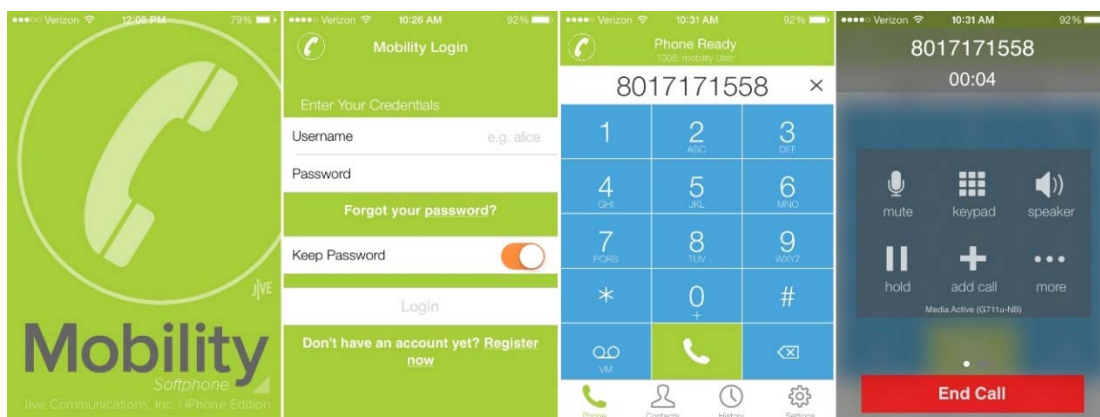 Verizon 12:08 PM 79%
JIVE
Mobility
Softphone
Jive Communications, Inc. | iPhone Edition
Verizon 10:26 AM 92%
Mobility Login
Enter Your Credentials
Username e.g. alice
Password
Forgot your password?
Keep Password
Login
Don't have an account yet? Register
now
Verizon 10:31 AM 92%
Phone Ready
1008: mobility User
8017171558 ×
1 2 3
ABC DEF
4 5 6
GHI JKL MNO
7 8 9
PQRS TUV WXYZ
* 0 #
+
VM
Phone Contacts History Settings
Verizon 10:31 AM 92%
8017171558
00:04
mute keypad speaker
hold add call more
Media Active (G711u-NB)
End Call